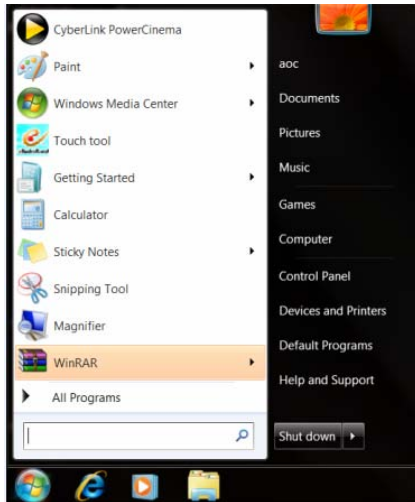 CyberLink PowerCinema
Paint
Windows Media Center
Touch tool
Getting Started
Calculator
Sticky Notes
Snipping Tool
Magnifier
WinRAR
All Programs
aoc
Documents
Pictures
Music
Games
Computer
Control Panel
Devices and Printers
Default Programs
Help and Support
Shut down